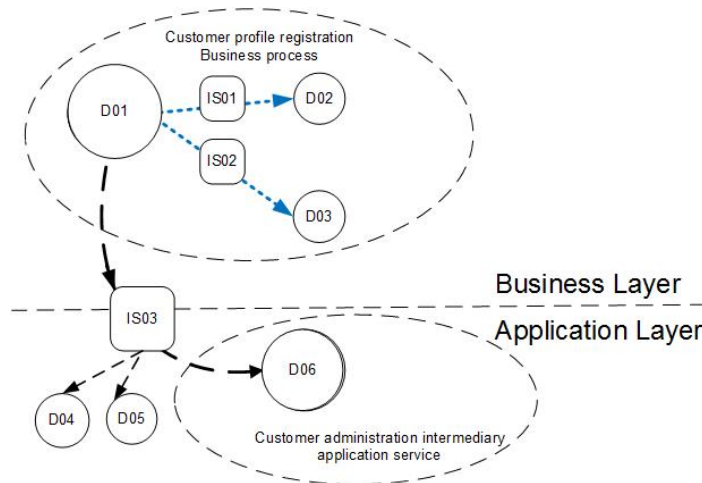 Customer profile registration
Business process
IS01
D01
D02
IS02
D03
Business Layer
IS03
Application Layer
D06
D04
D05
Customer administration intermediary
application service